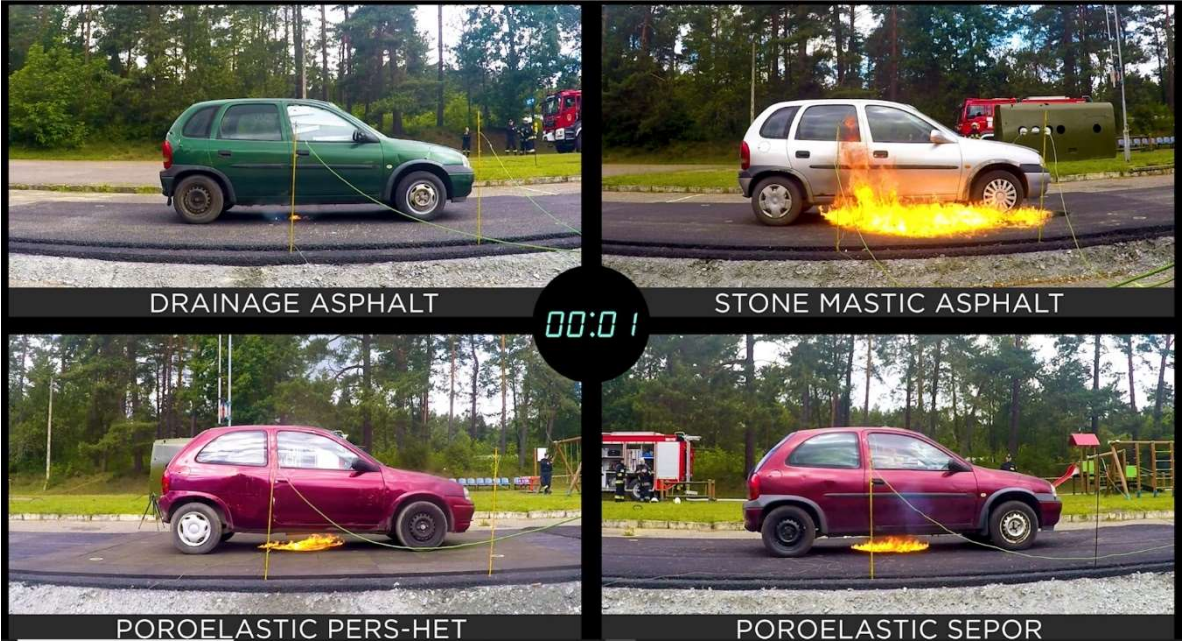 DRAINAGE ASPHALT
STONE MASTIC ASPHALT
00:01
POROELASTIC PERS-HET
POROELASTIC SEPOR